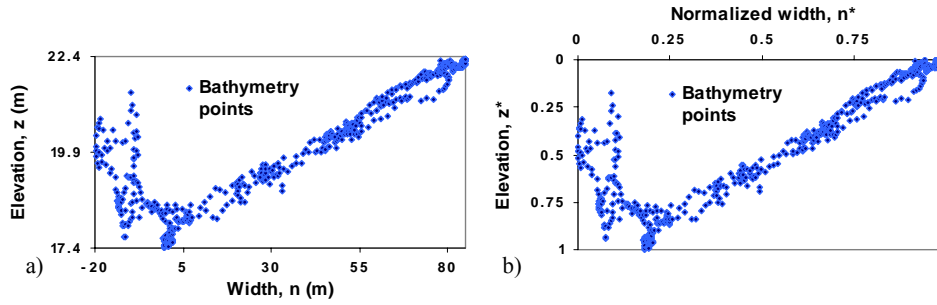 22.4
19.9
17.4
Elevation, z (m)
Bathymetry
points
-20
5
30
55
80
Width, n (m)
a)
Normalized width, n*
0
0.25
0.5
0.75
0
0.25
0.5
0.75
1
Elevation, z*
Bathymetry
points
b)